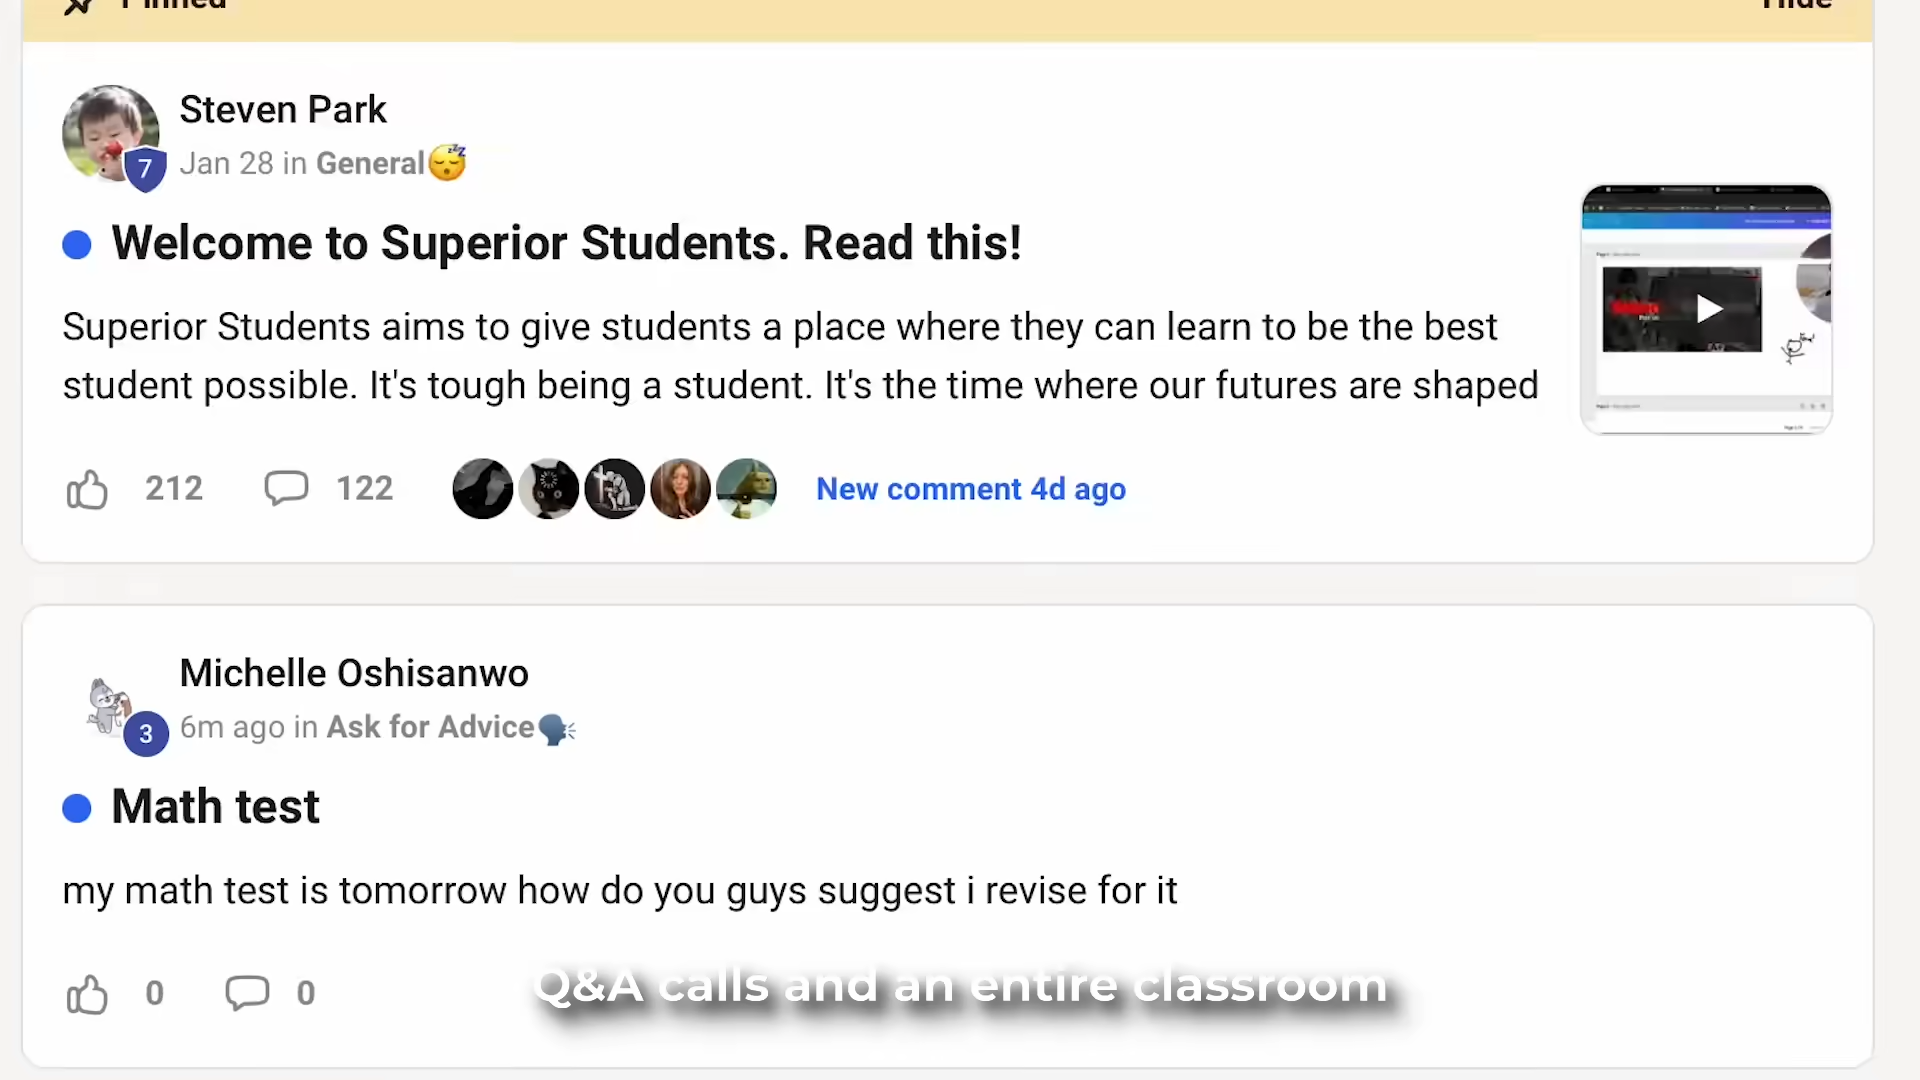 Pinned
Hide
Steven Park
7
Jan 28 in General😴
Welcome to Superior Students. Read this!
Superior Students aims to give students a place where they can learn to be the best
student possible. It's tough being a student. It's the time where our futures are shaped
212
122
New comment 4d ago
Michelle Oshisanwo
3
6m ago in Ask for Advice🗣️
Math test
my math test is tomorrow how do you guys suggest i revise for it
0
0
Q&A calls and an entire classroom